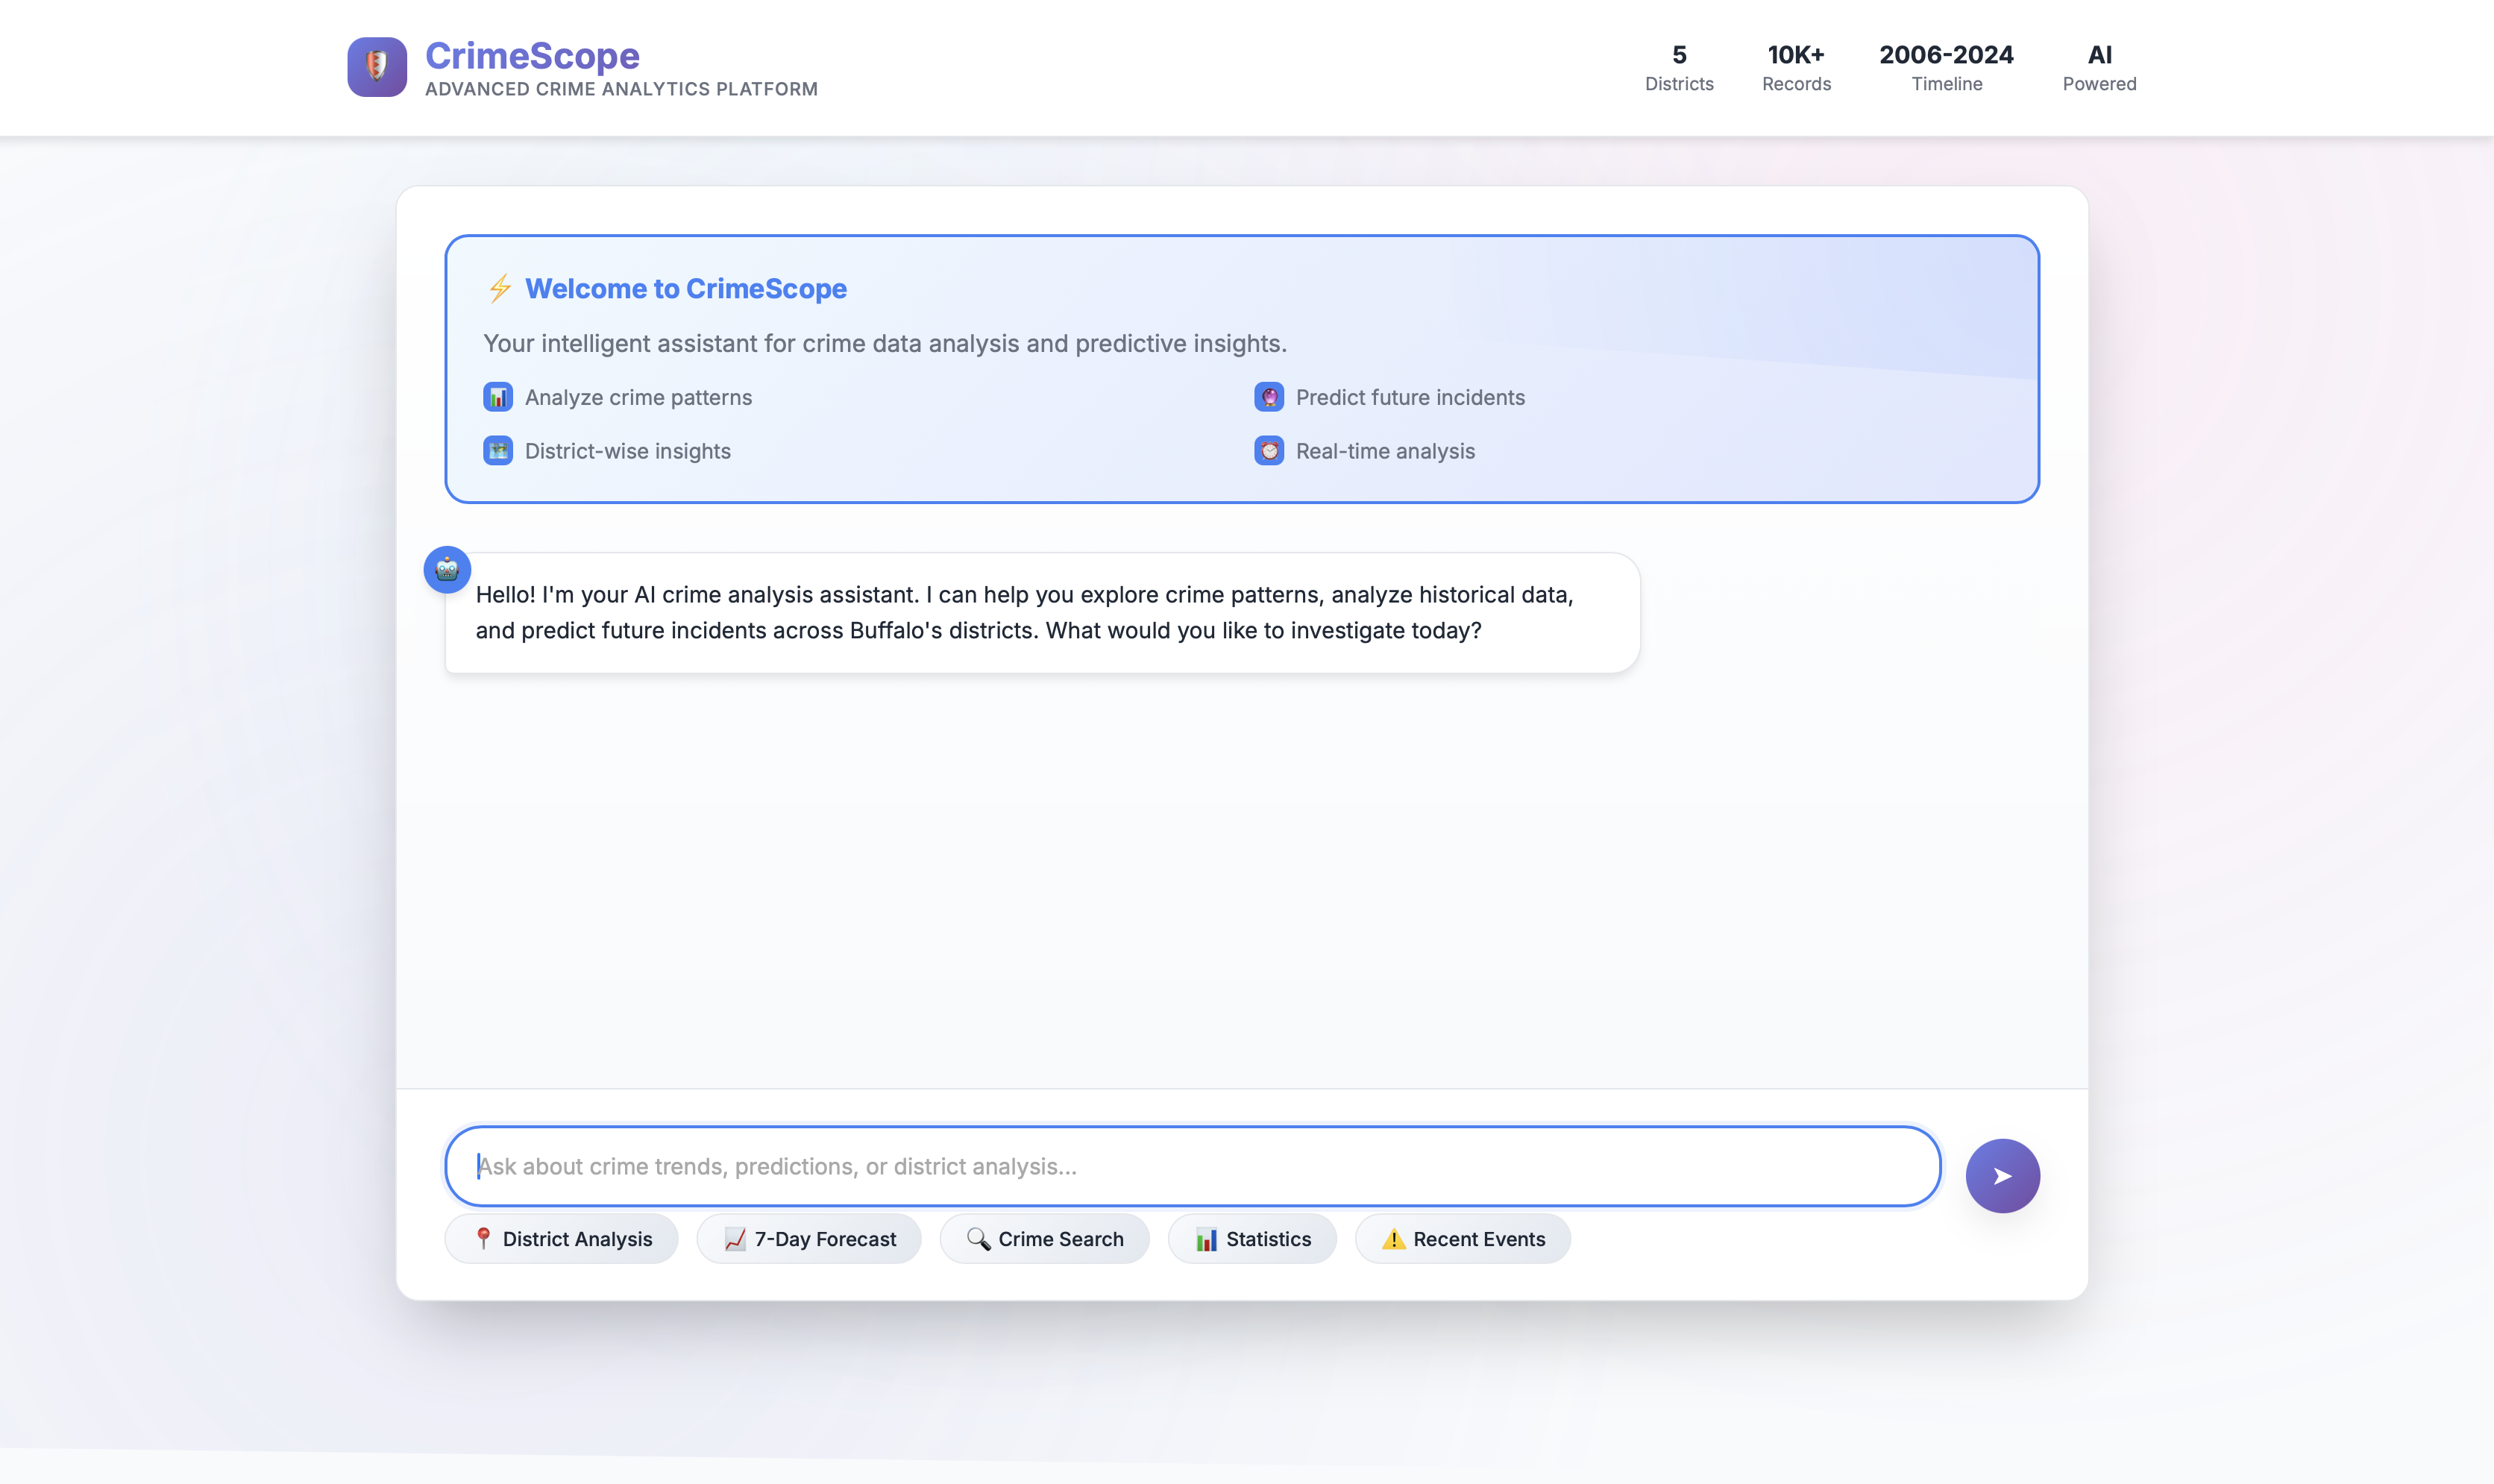 CrimeScope
ADVANCED CRIME ANALYTICS PLATFORM
5
Districts
10K+
Records
2006-2024
Timeline
AI
Powered
Welcome to CrimeScope
Your intelligent assistant for crime data analysis and predictive insights.
Analyze crime patterns
Predict future incidents
District-wise insights
Real-time analysis
Hello! I'm your AI crime analysis assistant. I can help you explore crime patterns, analyze historical data,
and predict future incidents across Buffalo's districts. What would you like to investigate today?
Ask about crime trends, predictions, or district analysis...
District Analysis
7-Day Forecast
Crime Search
Statistics
Recent Events